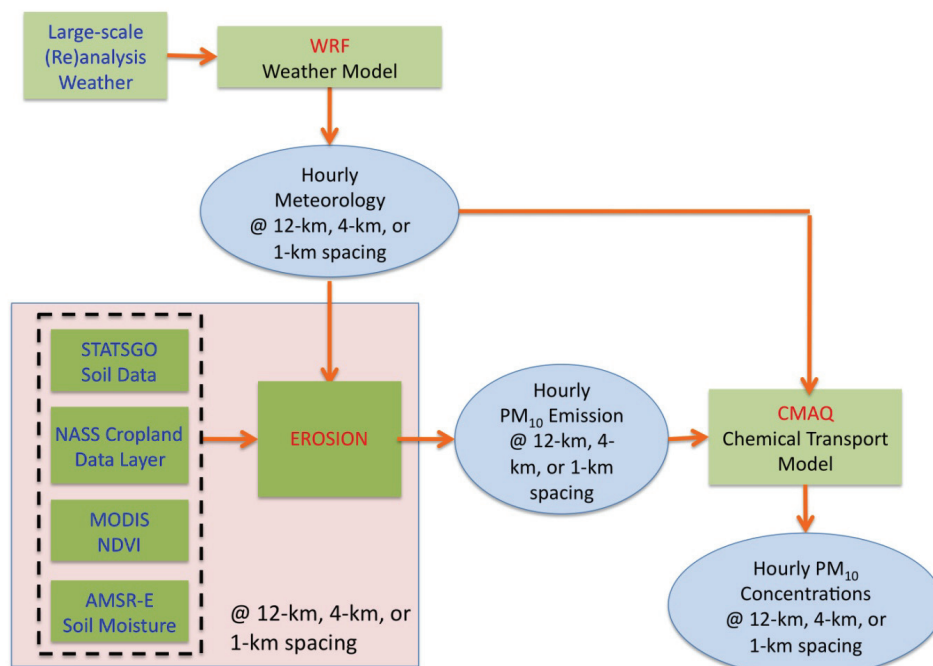 Large-scale
(Re)analysis
Weather
WRF
Weather Model
Hourly
Meteorology
@ 12-km, 4-km, or
1-km spacing
STATSGO
Soil Data
NASS Cropland
Data Layer
MODIS
NDVI
AMSR-E
Soil Moisture
EROSION
@ 12-km, 4-km, or
1-km spacing
Hourly
PM₁₀ Emission
@ 12-km, 4-
km, or 1-km
spacing
CMAQ
Chemical Transport
Model
Hourly PM₁₀
Concentrations
@ 12-km, 4-km, or
1-km spacing